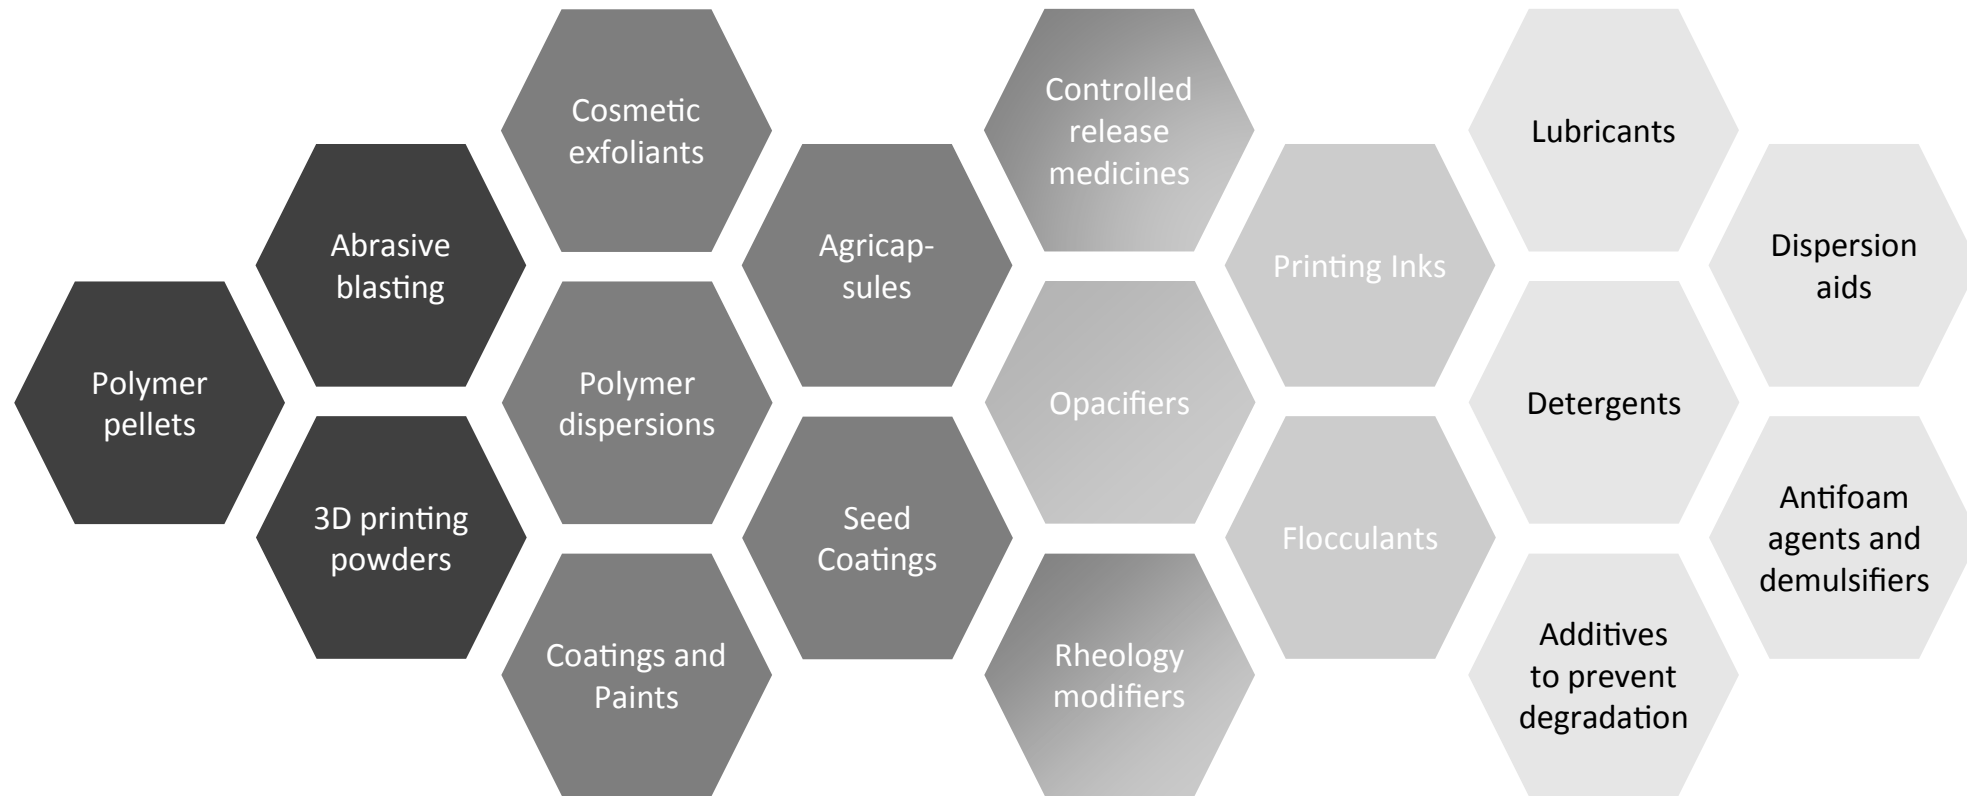 Polymer
pellets
Abrasive
blasting
3D printing
powders
Cosmetic
exfoliants
Polymer
dispersions
Coatings and
Paints
Agricap-
sules
Seed
Coatings
Controlled
release
medicines
Opacifiers
Rheology
modifiers
Printing Inks
Flocculants
Lubricants
Detergents
Additives
to prevent
degradation
Dispersion
aids
Antifoam
agents and
demulsifiers